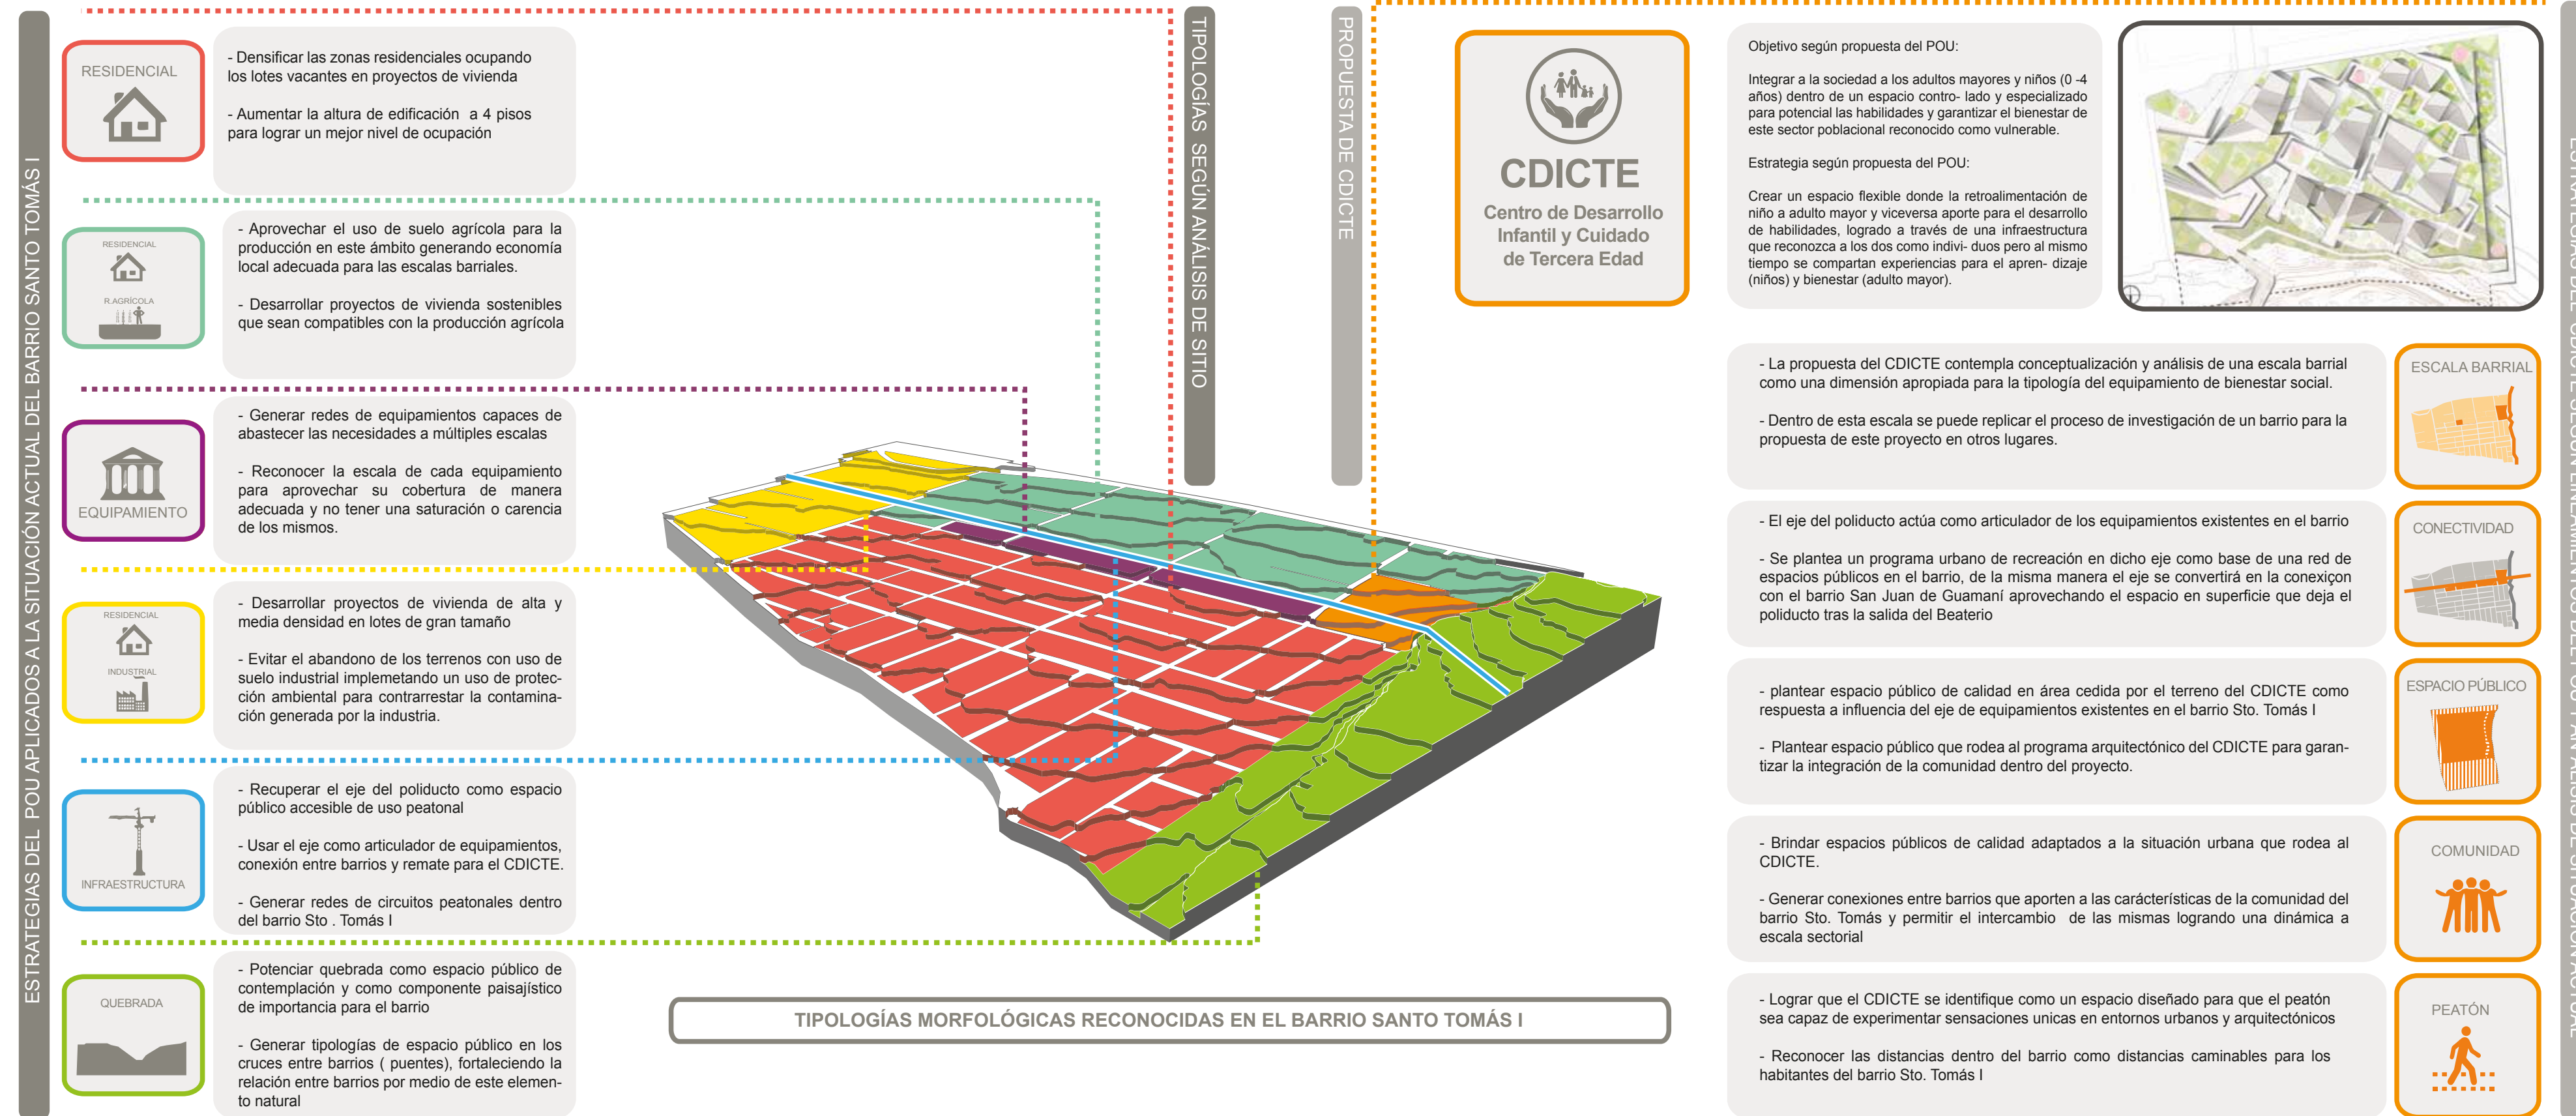 ESTRATEGIAS DEL POU APLICADOS A LA SITUACIÓN ACTUAL DEL BARRIO SANTO TOMÁS I
RESIDENCIAL
- Densificar las zonas residenciales ocupando
los lotes vacantes en proyectos de vivienda
- Aumentar la altura de edificación a 4 pisos
para lograr un mejor nivel de ocupación
RESIDENCIAL
R.AGRÍCOLA
- Aprovechar el uso de suelo agrícola para la
producción en este ámbito generando economía
local adecuada para las escalas barriales.
- Desarrollar proyectos de vivienda sostenibles
que sean compatibles con la producción agrícola
EQUIPAMIENTO
- Generar redes de equipamientos capaces de
abastecer las necesidades a múltiples escalas
- Reconocer la escala de cada equipamiento
para aprovechar su cobertura de manera
adecuada y no tener una saturación o carencia
de los mismos.
RESIDENCIAL
INDUSTRIAL
- Desarrollar proyectos de vivienda de alta y
media densidad en lotes de gran tamaño
- Evitar el abandono de los terrenos con uso de
suelo industrial implemetando un uso de protec-
ción ambiental para contrarrestar la contamina-
ción generada por la industria.
INFRAESTRUCTURA
- Recuperar el eje del poliducto como espacio
público accesible de uso peatonal
- Usar el eje como articulador de equipamientos,
conexión entre barrios y remate para el CDICTE.
- Generar redes de circuitos peatonales dentro
del barrio Sto . Tomás I
QUEBRADA
- Potenciar quebrada como espacio público de
contemplación y como componente paisajístico
de importancia para el barrio
- Generar tipologías de espacio público en los
cruces entre barrios ( puentes), fortaleciendo la
relación entre barrios por medio de este elemen-
to natural
TIPOLOGÍAS SEGÚN ANÁLISIS DE SITIO
TIPOLOGÍAS MORFOLÓGICAS RECONOCIDAS EN EL BARRIO SANTO TOMÁS I
PROPUESTA DE CDICTE
CDICTE
Centro de Desarrollo
Infantil y Cuidado
de Tercera Edad
Objetivo según propuesta del POU:
Integrar a la sociedad a los adultos mayores y niños (0 -4
años) dentro de un espacio contro- lado y especializado
para potencial las habilidades y garantizar el bienestar de
este sector poblacional reconocido como vulnerable.
Estrategia según propuesta del POU:
Crear un espacio flexible donde la retroalimentación de
niño a adulto mayor y viceversa aporte para el desarrollo
de habilidades, logrado a través de una infraestructura
que reconozca a los dos como indivi- duos pero al mismo
tiempo se compartan experiencias para el apren- dizaje
(niños) y bienestar (adulto mayor).
- La propuesta del CDICTE contempla conceptualización y análisis de una escala barrial
como una dimensión apropiada para la tipología del equipamiento de bienestar social.
- Dentro de esta escala se puede replicar el proceso de investigación de un barrio para la
propuesta de este proyecto en otros lugares.
ESCALA BARRIAL
- El eje del poliducto actúa como articulador de los equipamientos existentes en el barrio
- Se plantea un programa urbano de recreación en dicho eje como base de una red de
espacios públicos en el barrio, de la misma manera el eje se convertirá en la conexiçon
con el barrio San Juan de Guamaní aprovechando el espacio en superficie que deja el
poliducto tras la salida del Beaterio
CONECTIVIDAD
- plantear espacio público de calidad en área cedida por el terreno del CDICTE como
respuesta a influencia del eje de equipamientos existentes en el barrio Sto. Tomás I
- Plantear espacio público que rodea al programa arquitectónico del CDICTE para garan-
tizar la integración de la comunidad dentro del proyecto.
ESPACIO PÚBLICO
- Brindar espacios públicos de calidad adaptados a la situación urbana que rodea al
CDICTE.
- Generar conexiones entre barrios que aporten a las carácterísticas de la comunidad del
barrio Sto. Tomás y permitir el intercambio de las mismas logrando una dinámica a
escala sectorial
COMUNIDAD
- Lograr que el CDICTE se identifique como un espacio diseñado para que el peatón
sea capaz de experimentar sensaciones unicas en entornos urbanos y arquitectónicos
- Reconocer las distancias dentro del barrio como distancias caminables para los
habitantes del barrio Sto. Tomás I
PEATÓN